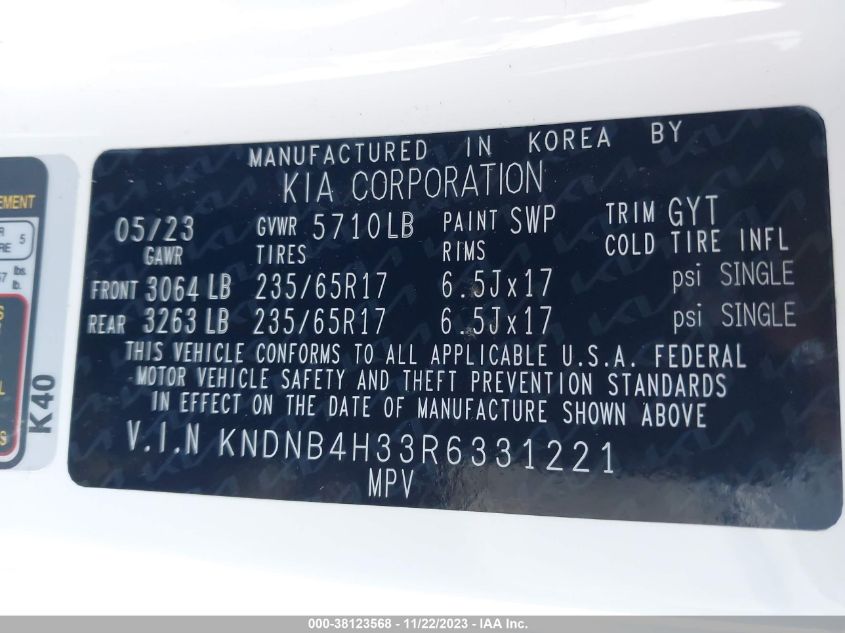 MANUFACTURED IN KOREA BY
KIA CORPORATION
05/23 GVWR 5710LB PAINT SWP TRIM GYT
GAWR TIRES RIMS COLD TIRE INFL
FRONT 3064 LB 235/65R17 6.5Jx17 psi SINGLE
REAR 3263 LB 235/65R17 6.5Jx17 psi SINGLE
THIS VEHICLE CONFORMS TO ALL APPLICABLE U.S.A. FEDERAL
MOTOR VEHICLE SAFETY AND THEFT PREVENTION STANDARDS
IN EFFECT ON THE DATE OF MANUFACTURE SHOWN ABOVE
V.I.N KNDNB4H33R6331221
MPV
K40
5
lbs.
000-38123568 - 11/22/2023 - IAA Inc.